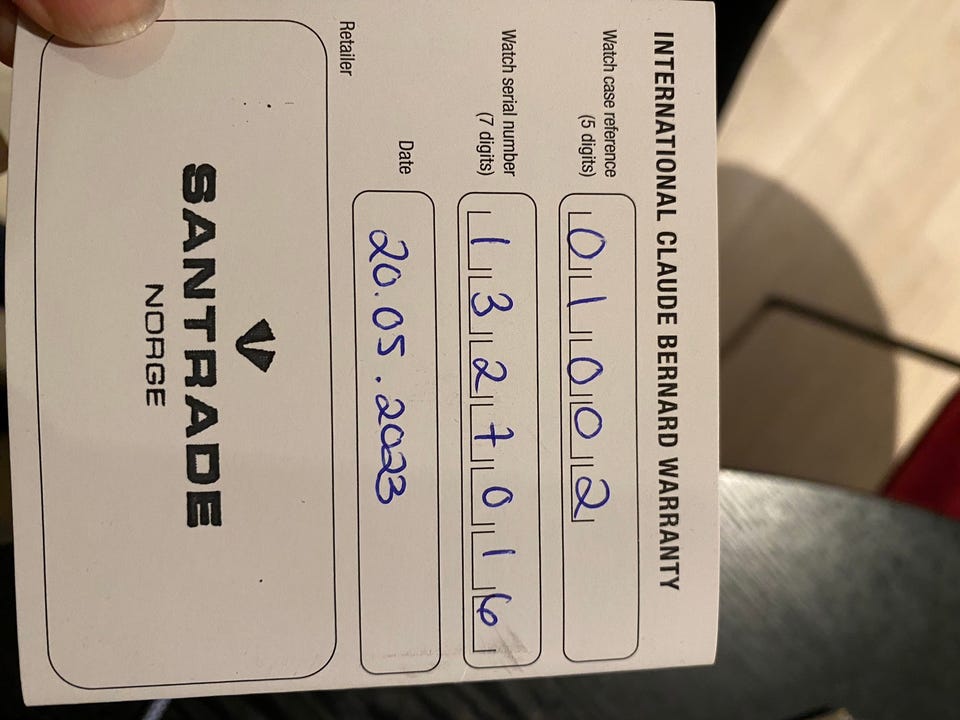 INTERNATIONAL CLAUDE BERNARD WARRANTY
Watch case reference
(5 digits)
01002
Watch serial number
(7 digits)
1327016
Date
20.05.2023
Retailer
SANTRADE
NORGE